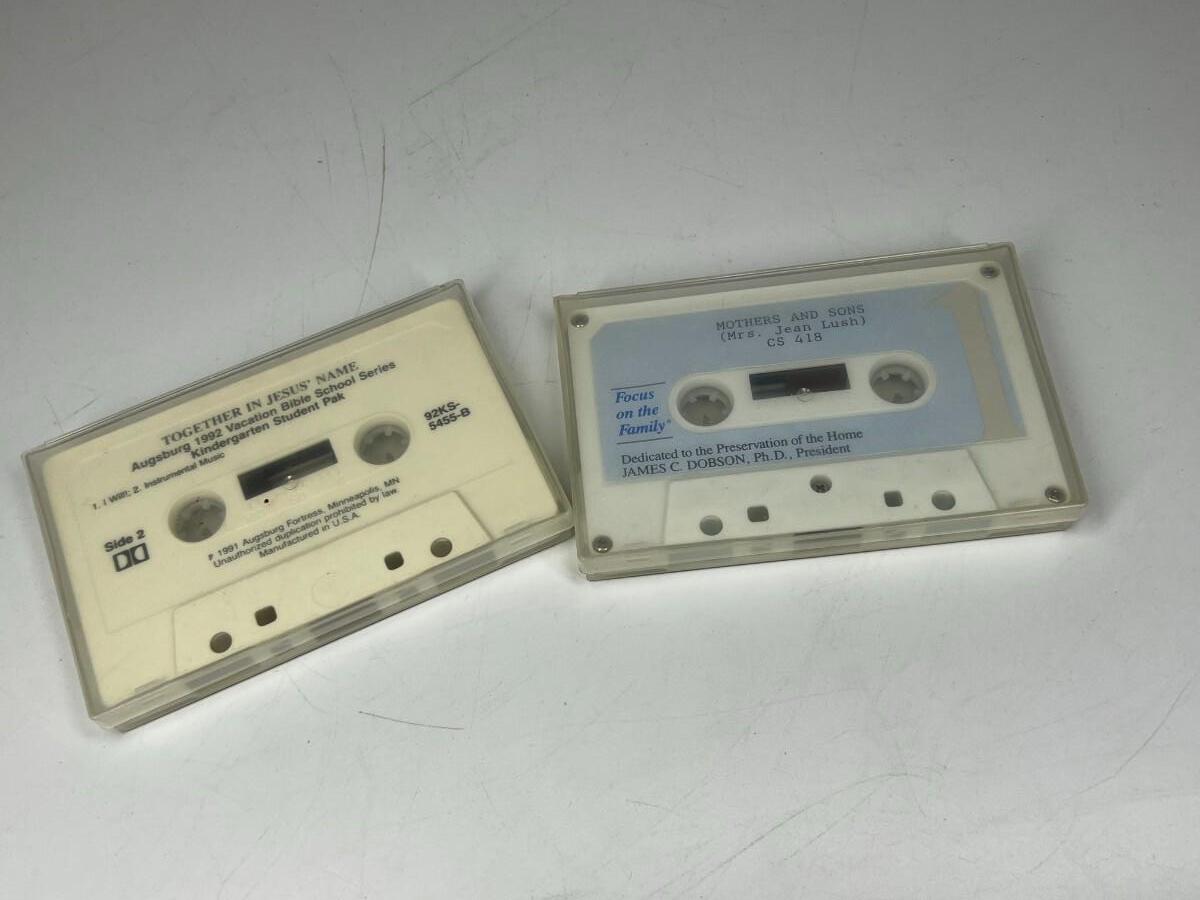 TOGETHER IN JESUS' NAME
Augsburg 1992 Vacation Bible School Series
Kindergarten Student Pak
1. I Will!; 2. Instrumental Music
92KS-
5455-B
Side 2
℗ 1991 Augsburg Fortress, Minneapolis, MN
Unauthorized duplication prohibited by law.
Manufactured in U.S.A.
MOTHERS AND SONS
(Mrs. Jean Lush)
CS 418
Focus
on the
Family®
Dedicated to the Preservation of the Home
JAMES C. DOBSON, Ph.D., President